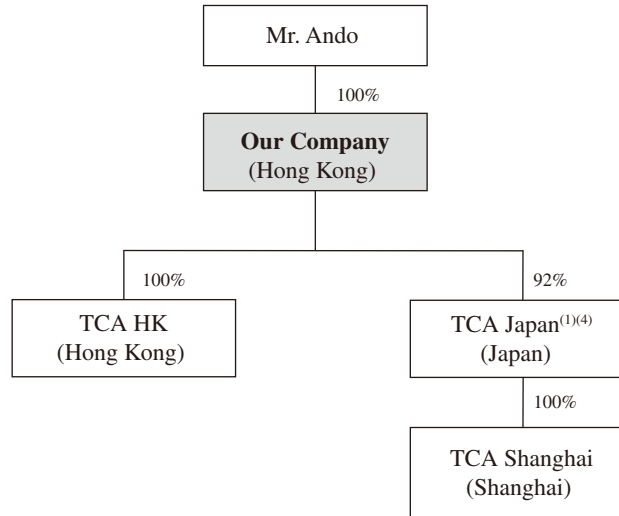 Mr. Ando
100%
Our Company
(Hong Kong)
100%
92%
TCA HK
(Hong Kong)
TCA Japan(1)(4)
(Japan)
100%
TCA Shanghai
(Shanghai)